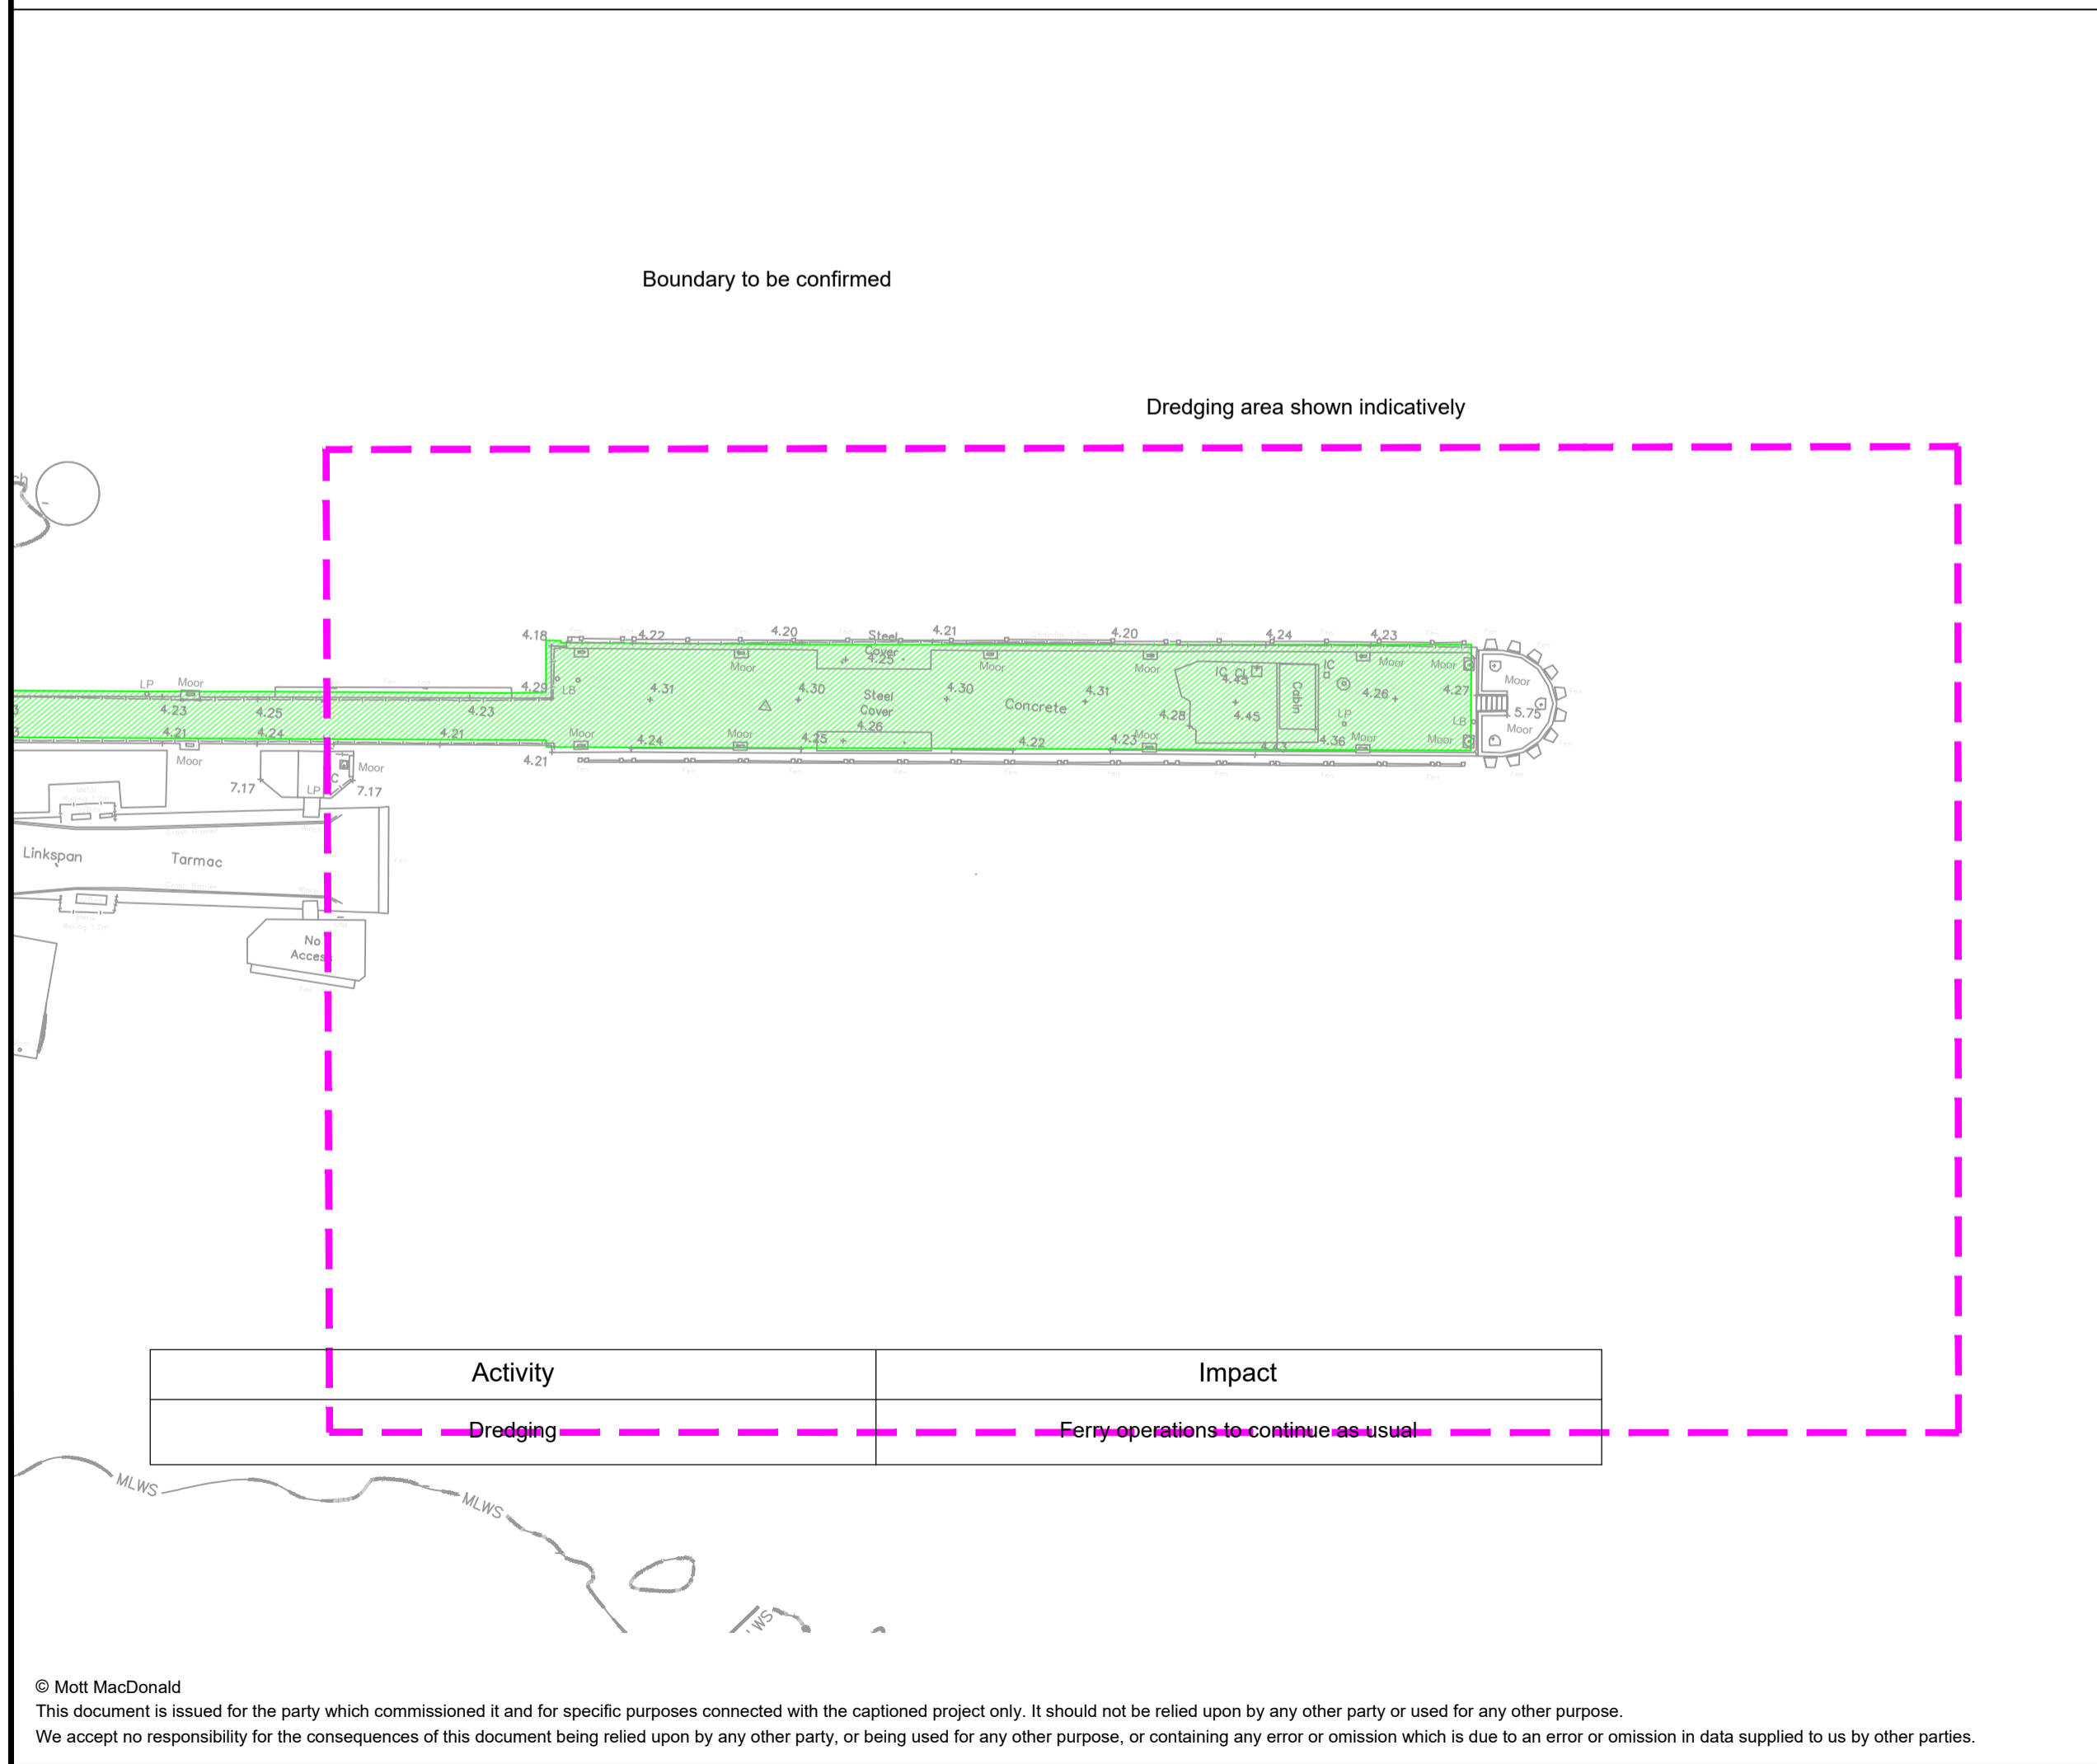 Boundary to be confirmed
Dredging area shown indicatively
4.18
4.22
4.20
Steel
Cover
4.25
4.21
4.20
4.24
4.23
Moor
Moor
Moor
Moor
Moor
LP
Moor
4.29
LB
4.31
4.30
Steel
Cover
4.26
4.30
Concrete
4.31
IC
CL
4.45
IC
Cabin
4.28
4.45
LP
4.26
4.27
LB
Moor
5.75
Moor
4.23
4.25
4.23
4.21
4.24
4.21
Moor
4.24
Moor
4.25
4.22
4.23
Moor
4.43
4.36
Moor
Moor
4.21
Moor
Moor
7.17
LP
7.17
Linkspan
Tarmac
No
Access
Activity
Impact
Dredging
Ferry operations to continue as usual
MLWS
MLWS
MLWS
© Mott MacDonald
This document is issued for the party which commissioned it and for specific purposes connected with the captioned project only. It should not be relied upon by any other party or used for any other purpose.
We accept no responsibility for the consequences of this document being relied upon by any other party, or being used for any other purpose, or containing any error or omission which is due to an error or omission in data supplied to us by other parties.